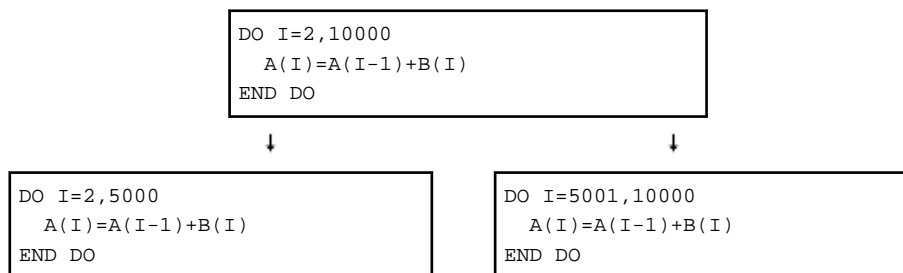 DO I=2,10000
  A(I)=A(I-1)+B(I)
END DO
DO I=2,5000
  A(I)=A(I-1)+B(I)
END DO
DO I=5001,10000
  A(I)=A(I-1)+B(I)
END DO